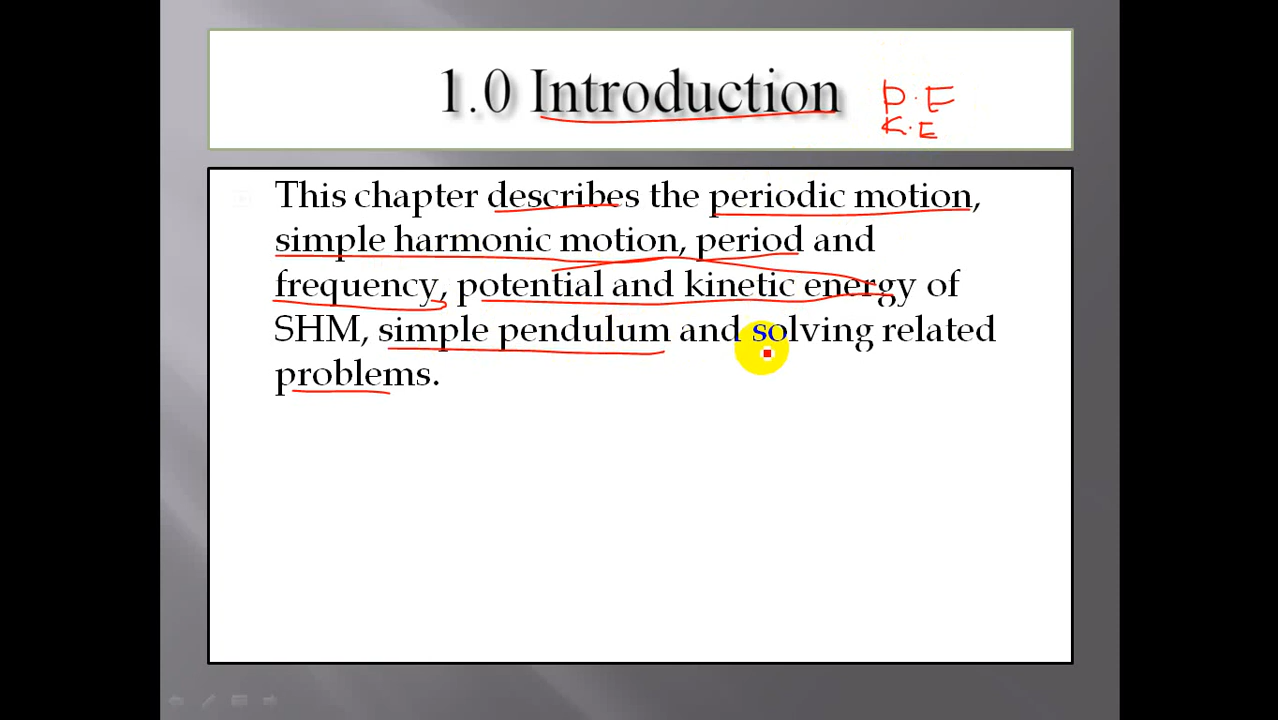 1.0 Introduction
P.E
K.E
This chapter describes the periodic motion,
simple harmonic motion, period and
frequency, potential and kinetic energy of
SHM, simple pendulum and solving related
problems.